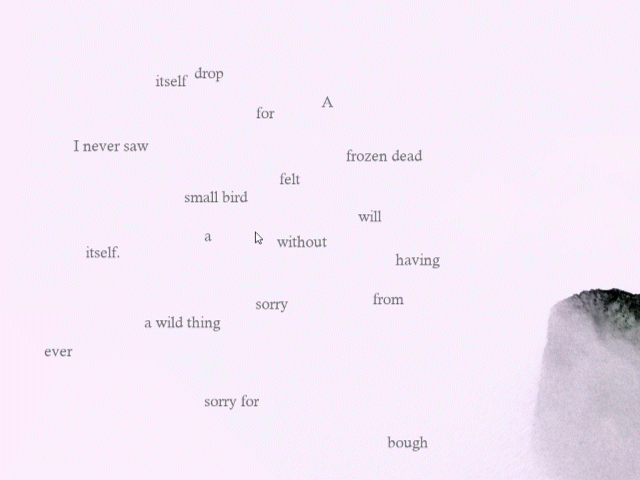 drop
itself
A
for
I never saw
frozen dead
felt
small bird
will
a
without
itself.
having
from
sorry
a wild thing
ever
sorry for
bough